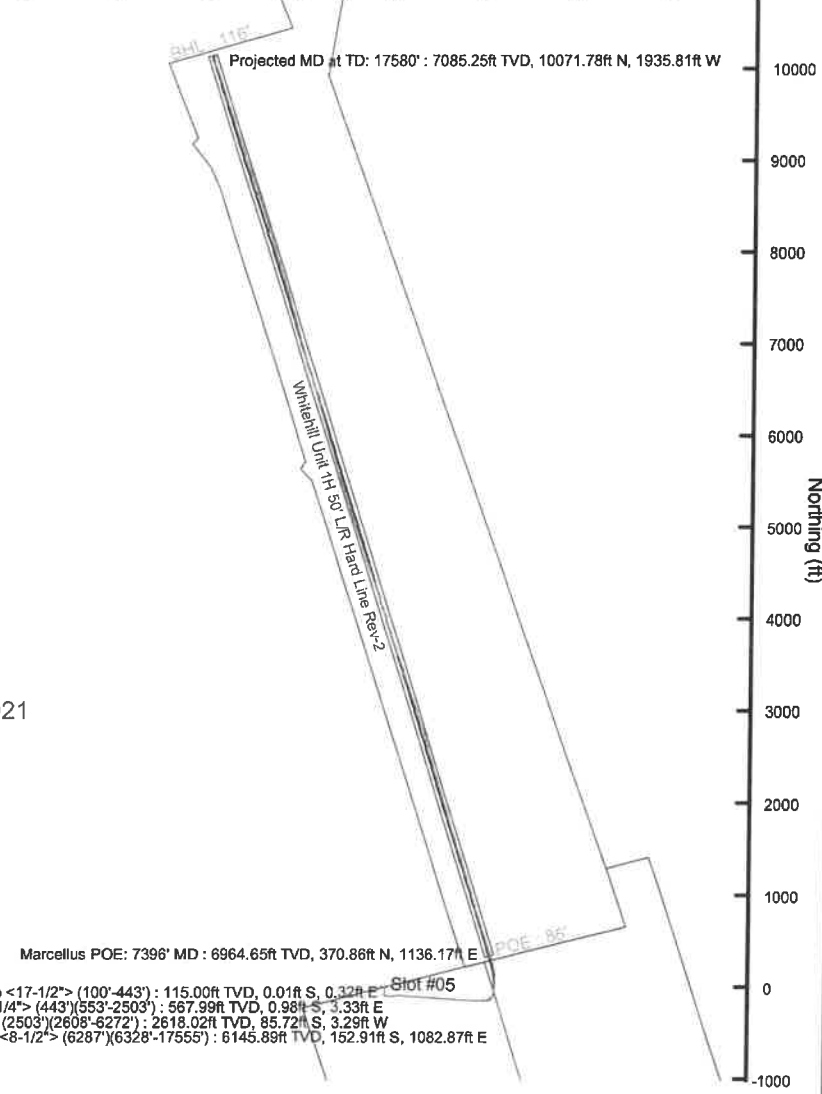 BHL : 116'
Projected MD at TD: 17580' : 7085.25ft TVD, 10071.78ft N, 1935.81ft W
10000
9000
8000
7000
6000
5000
4000
3000
2000
1000
0
-1000
Northing (ft)
Whitehill Unit 1H 50' L/R Hard Line Rev-2
021
Marcellus POE: 7396' MD : 6964.65ft TVD, 370.86ft N, 1136.17ft E
POE : 86'
Slot #05
<17-1/2"> (100'-443') : 115.00ft TVD, 0.01ft S, 0.32ft E
1/4"> (443')(553'-2503') : 567.99ft TVD, 0.98ft S, 3.33ft E
(2503')(2608'-6272') : 2618.02ft TVD, 85.72ft S, 3.29ft W
<8-1/2"> (6287')(6328'-17555') : 6145.89ft TVD, 152.91ft S, 1082.87ft E